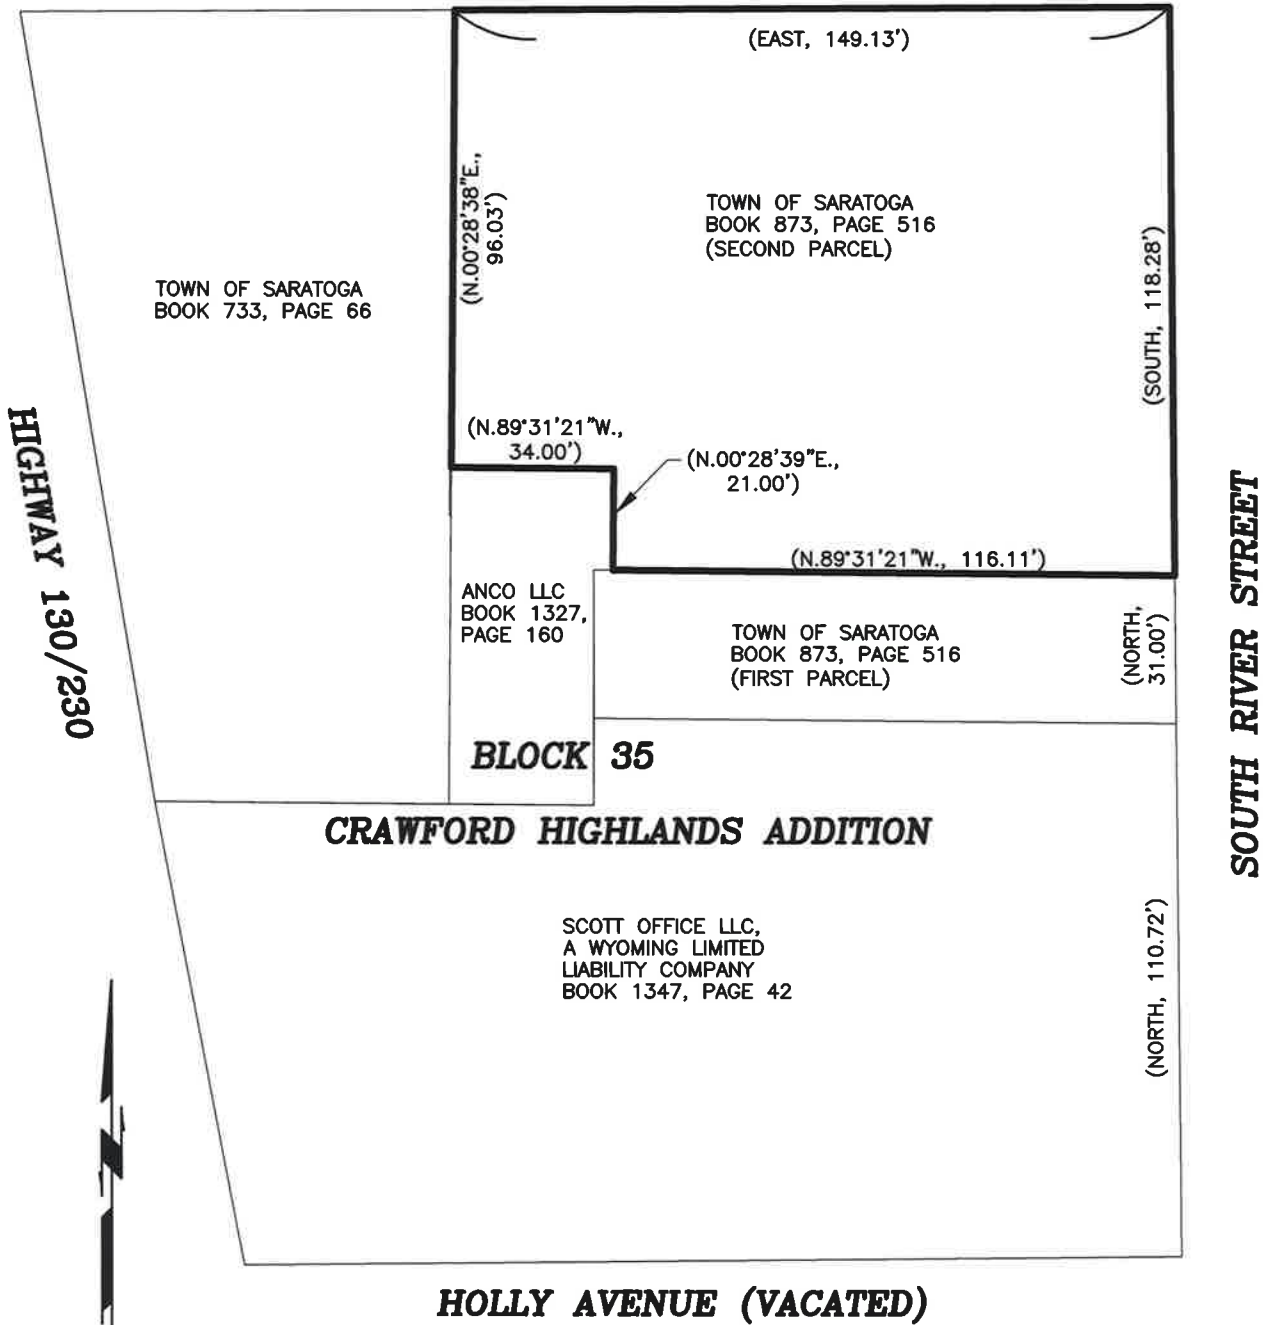 (EAST, 149.13')
(N.00°28'38"E.,
96.03')
TOWN OF SARATOGA
BOOK 873, PAGE 516
(SECOND PARCEL)
(SOUTH, 118.28')
TOWN OF SARATOGA
BOOK 733, PAGE 66
HIGHWAY 130/230
(N.89°31'21"W.,
34.00')
(N.00°28'39"E.,
21.00')
SOUTH RIVER STREET
(N.89°31'21"W., 116.11')
ANCO LLC
BOOK 1327,
PAGE 160
TOWN OF SARATOGA
BOOK 873, PAGE 516
(FIRST PARCEL)
(NORTH,
31.00')
BLOCK 35
CRAWFORD HIGHLANDS ADDITION
SCOTT OFFICE LLC,
A WYOMING LIMITED
LIABILITY COMPANY
BOOK 1347, PAGE 42
(NORTH, 110.72')
N
HOLLY AVENUE (VACATED)